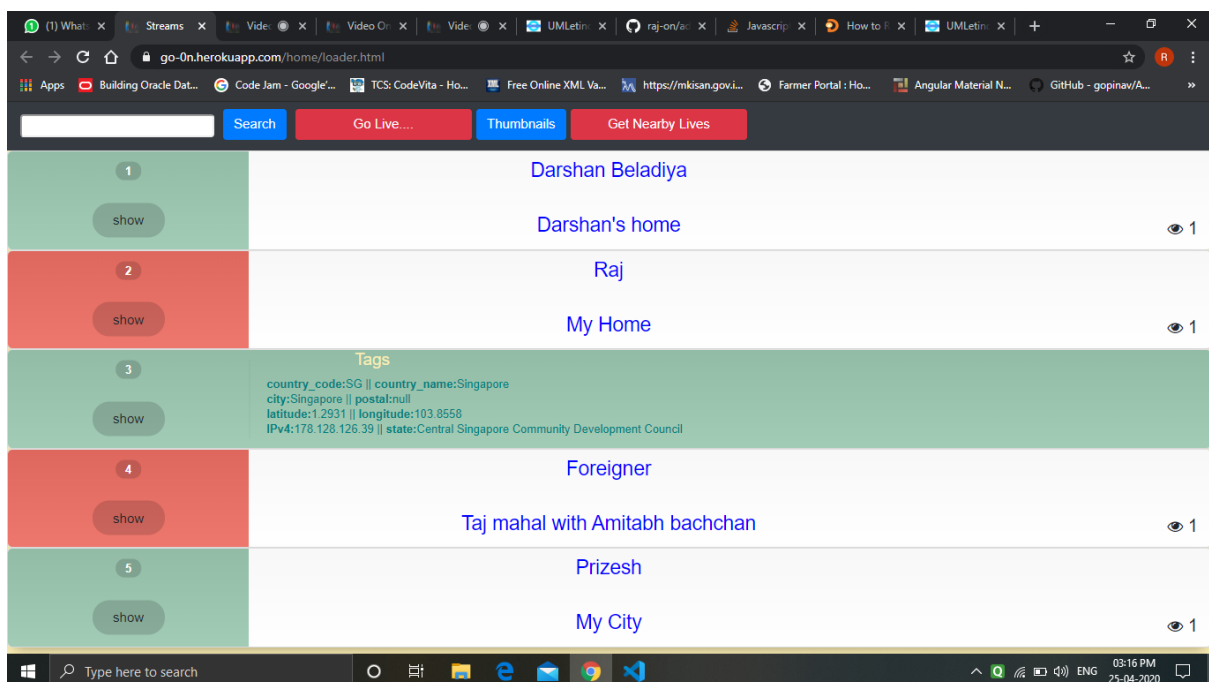 (1) Whats
Streams
Video
Video On
Video
UMLetino
raj-on/ad
Javascrip
How to R
UMLetino
go-0n.herokuapp.com/home/loader.html
R
Apps
Building Oracle Dat...
Code Jam - Google'...
TCS: CodeVita - Ho...
Free Online XML Va...
https://mkisan.gov.i...
Farmer Portal : Ho...
Angular Material N...
GitHub - gopinav/A...
»
Search
Go Live....
Thumbnails
Get Nearby Lives
1
show
Darshan Beladiya
Darshan's home
1
2
show
Raj
My Home
1
3
show
Tags
country_code:SG || country_name:Singapore
city:Singapore || postal:null
latitude:1.2931 || longitude:103.8558
IPv4:178.128.126.39 || state:Central Singapore Community Development Council
4
show
Foreigner
Taj mahal with Amitabh bachchan
1
5
show
Prizesh
My City
1
Type here to search
ENG
03:16 PM
25-04-2020